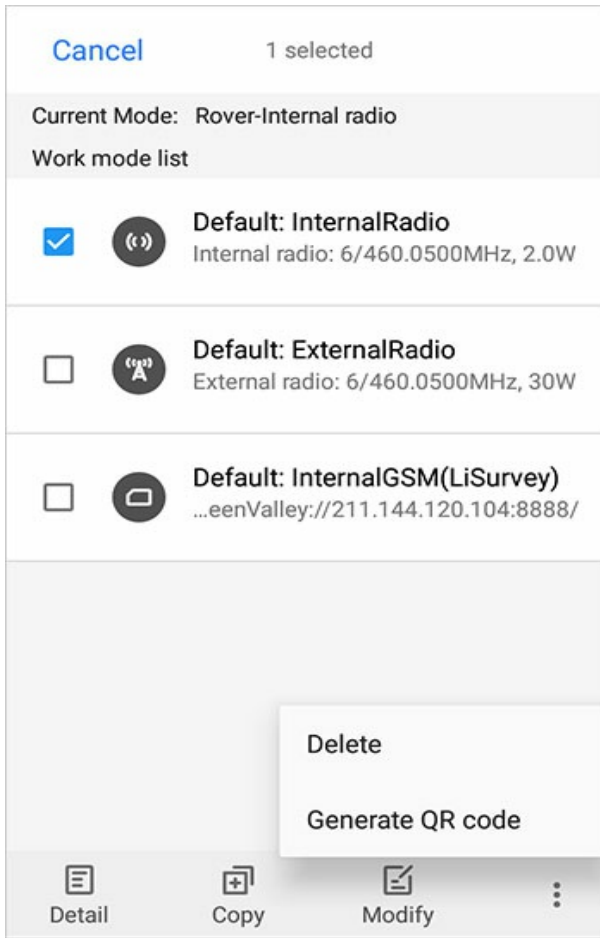 Cancel 1 selected
Current Mode: Rover-Internal radio
Work mode list
Default: InternalRadio
Internal radio: 6/460.0500MHz, 2.0W
Default: ExternalRadio
External radio: 6/460.0500MHz, 30W
Default: InternalGSM(LiSurvey)
...eenValley://211.144.120.104:8888/
Delete
Generate QR code
Detail Copy Modify